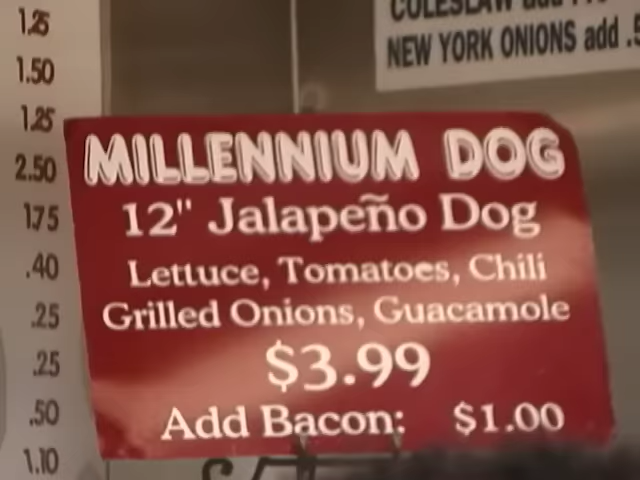 1.25
1.50
1.25
2.50
1.75
.40
.25
.25
.50
1.10
COLESLAW add
NEW YORK ONIONS add .5
MILLENNIUM DOG
12" Jalapeño Dog
Lettuce, Tomatoes, Chili
Grilled Onions, Guacamole
$3.99
Add Bacon: $1.00